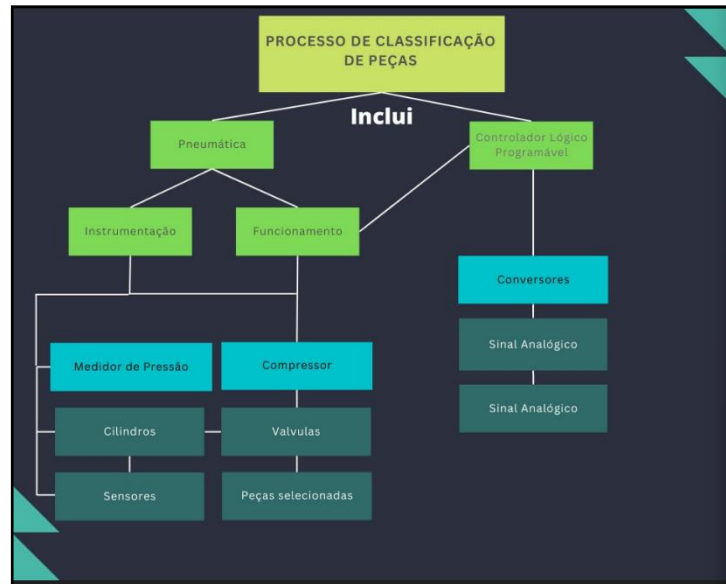 PROCESSO DE CLASSIFICAÇÃO
DE PEÇAS
Inclui
Pneumática
Controlador Lógico
Programável
Instrumentação
Funcionamento
Conversores
Sinal Analógico
Medidor de Pressão
Compressor
Sinal Analógico
Cilindros
Valvulas
Sensores
Peças selecionadas